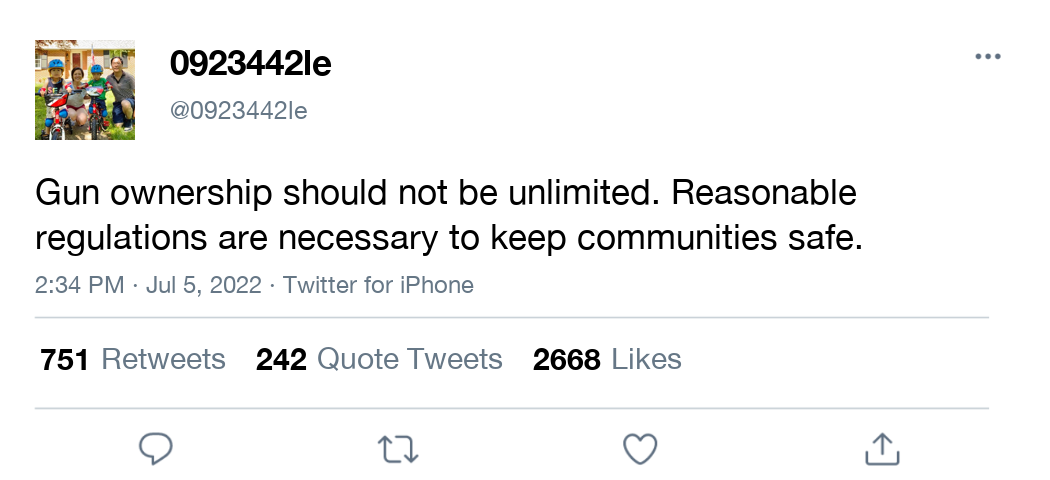 0923442le
@0923442le
Gun ownership should not be unlimited. Reasonable
regulations are necessary to keep communities safe.
2:34 PM · Jul 5, 2022 · Twitter for iPhone
751 Retweets 242 Quote Tweets 2668 Likes